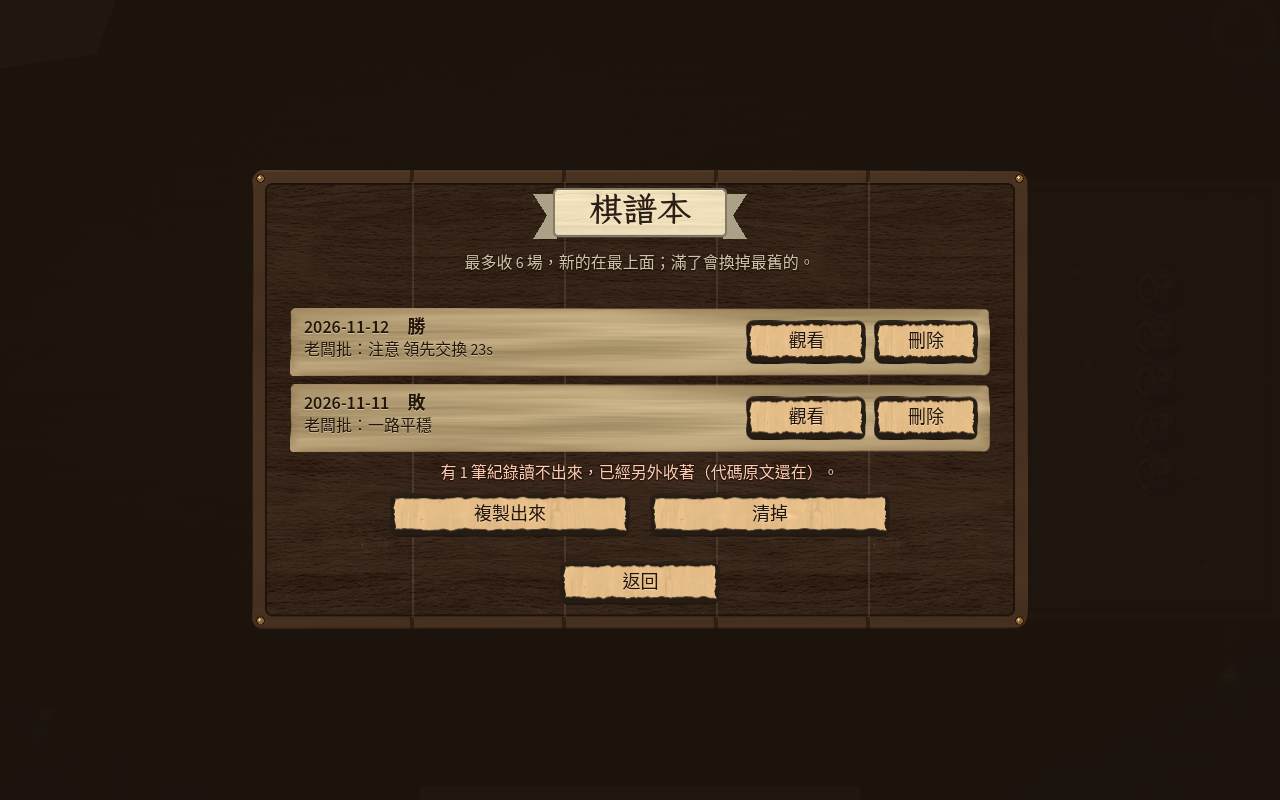 棋譜本
最多收 6 場，新的在最上面；滿了會換掉最舊的。
2026-11-12 勝
老闆批：注意 領先交換 23s
觀看
刪除
2026-11-11 敗
老闆批：一路平穩
觀看
刪除
有 1 筆紀錄讀不出來，已經另外收著（代碼原文還在）。
複製出來
清掉
返回